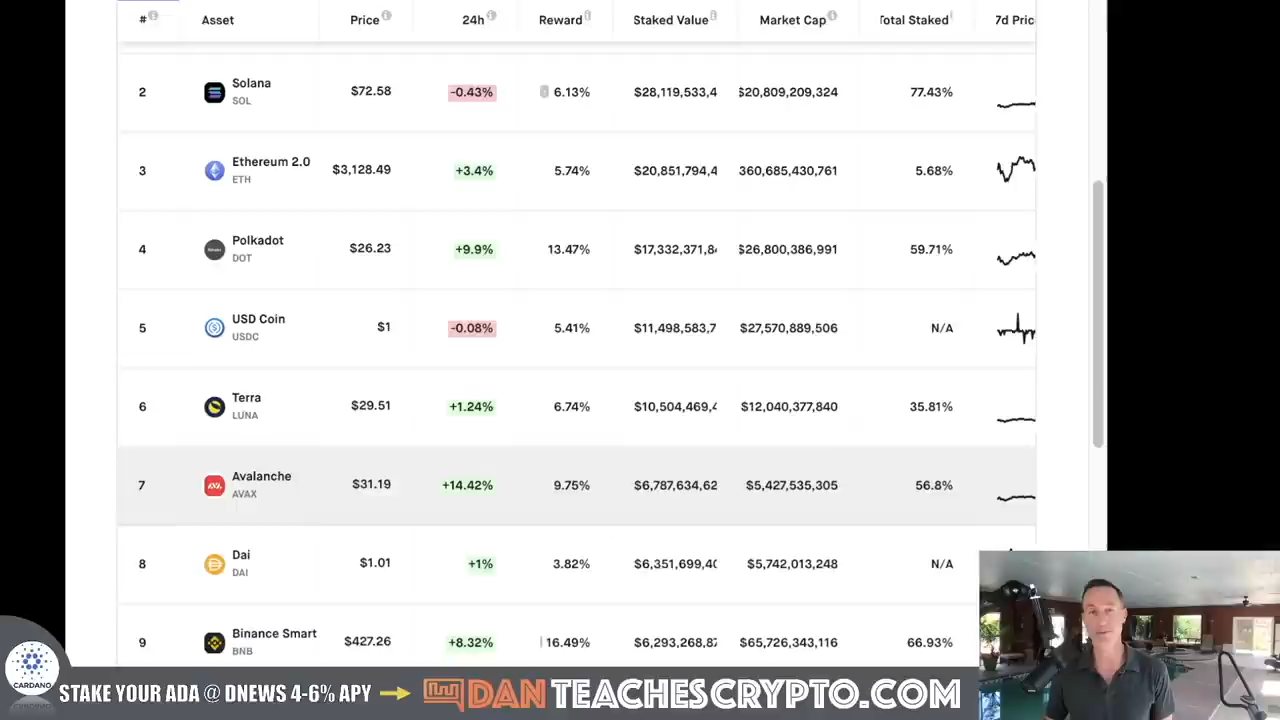 # Asset Price 24h Reward Staked Value Market Cap Total Staked 7d Pric
2 Solana $72.58 -0.43% 6.13% $28,119,533,4 $20,809,209,324 77.43%
SOL
3 Ethereum 2.0 $3,128.49 +3.4% 5.74% $20,851,794,4 360,685,430,761 5.68%
ETH
4 Polkadot $26.23 +9.9% 13.47% $17,332,371,84 $26,800,386,991 59.71%
DOT
5 USD Coin $1 -0.08% 5.41% $11,498,583,7 $27,570,889,506 N/A
USDC
6 Terra $29.51 +1.24% 6.74% $10,504,469,4 $12,040,377,840 35.81%
LUNA
7 Avalanche $31.19 +14.42% 9.75% $6,787,634,62 $5,427,535,305 56.8%
AVAX
8 Dai $1.01 +1% 3.82% $6,351,699,40 $5,742,013,248 N/A
DAI
9 Binance Smart $427.26 +8.32% 16.49% $6,293,268,87 $65,726,343,116 66.93%
BNB
CARDANO
STAKE YOUR ADA @ DNEWS 4-6% APY DANTEACHESCRYPTO.COM